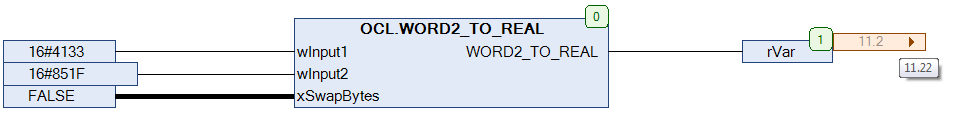 0
OCL.WORD2_TO_REAL
16#4133 wInput1 WORD2_TO_REAL rVar 1 11.2
16#851F wInput2 11.22
FALSE xSwapBytes